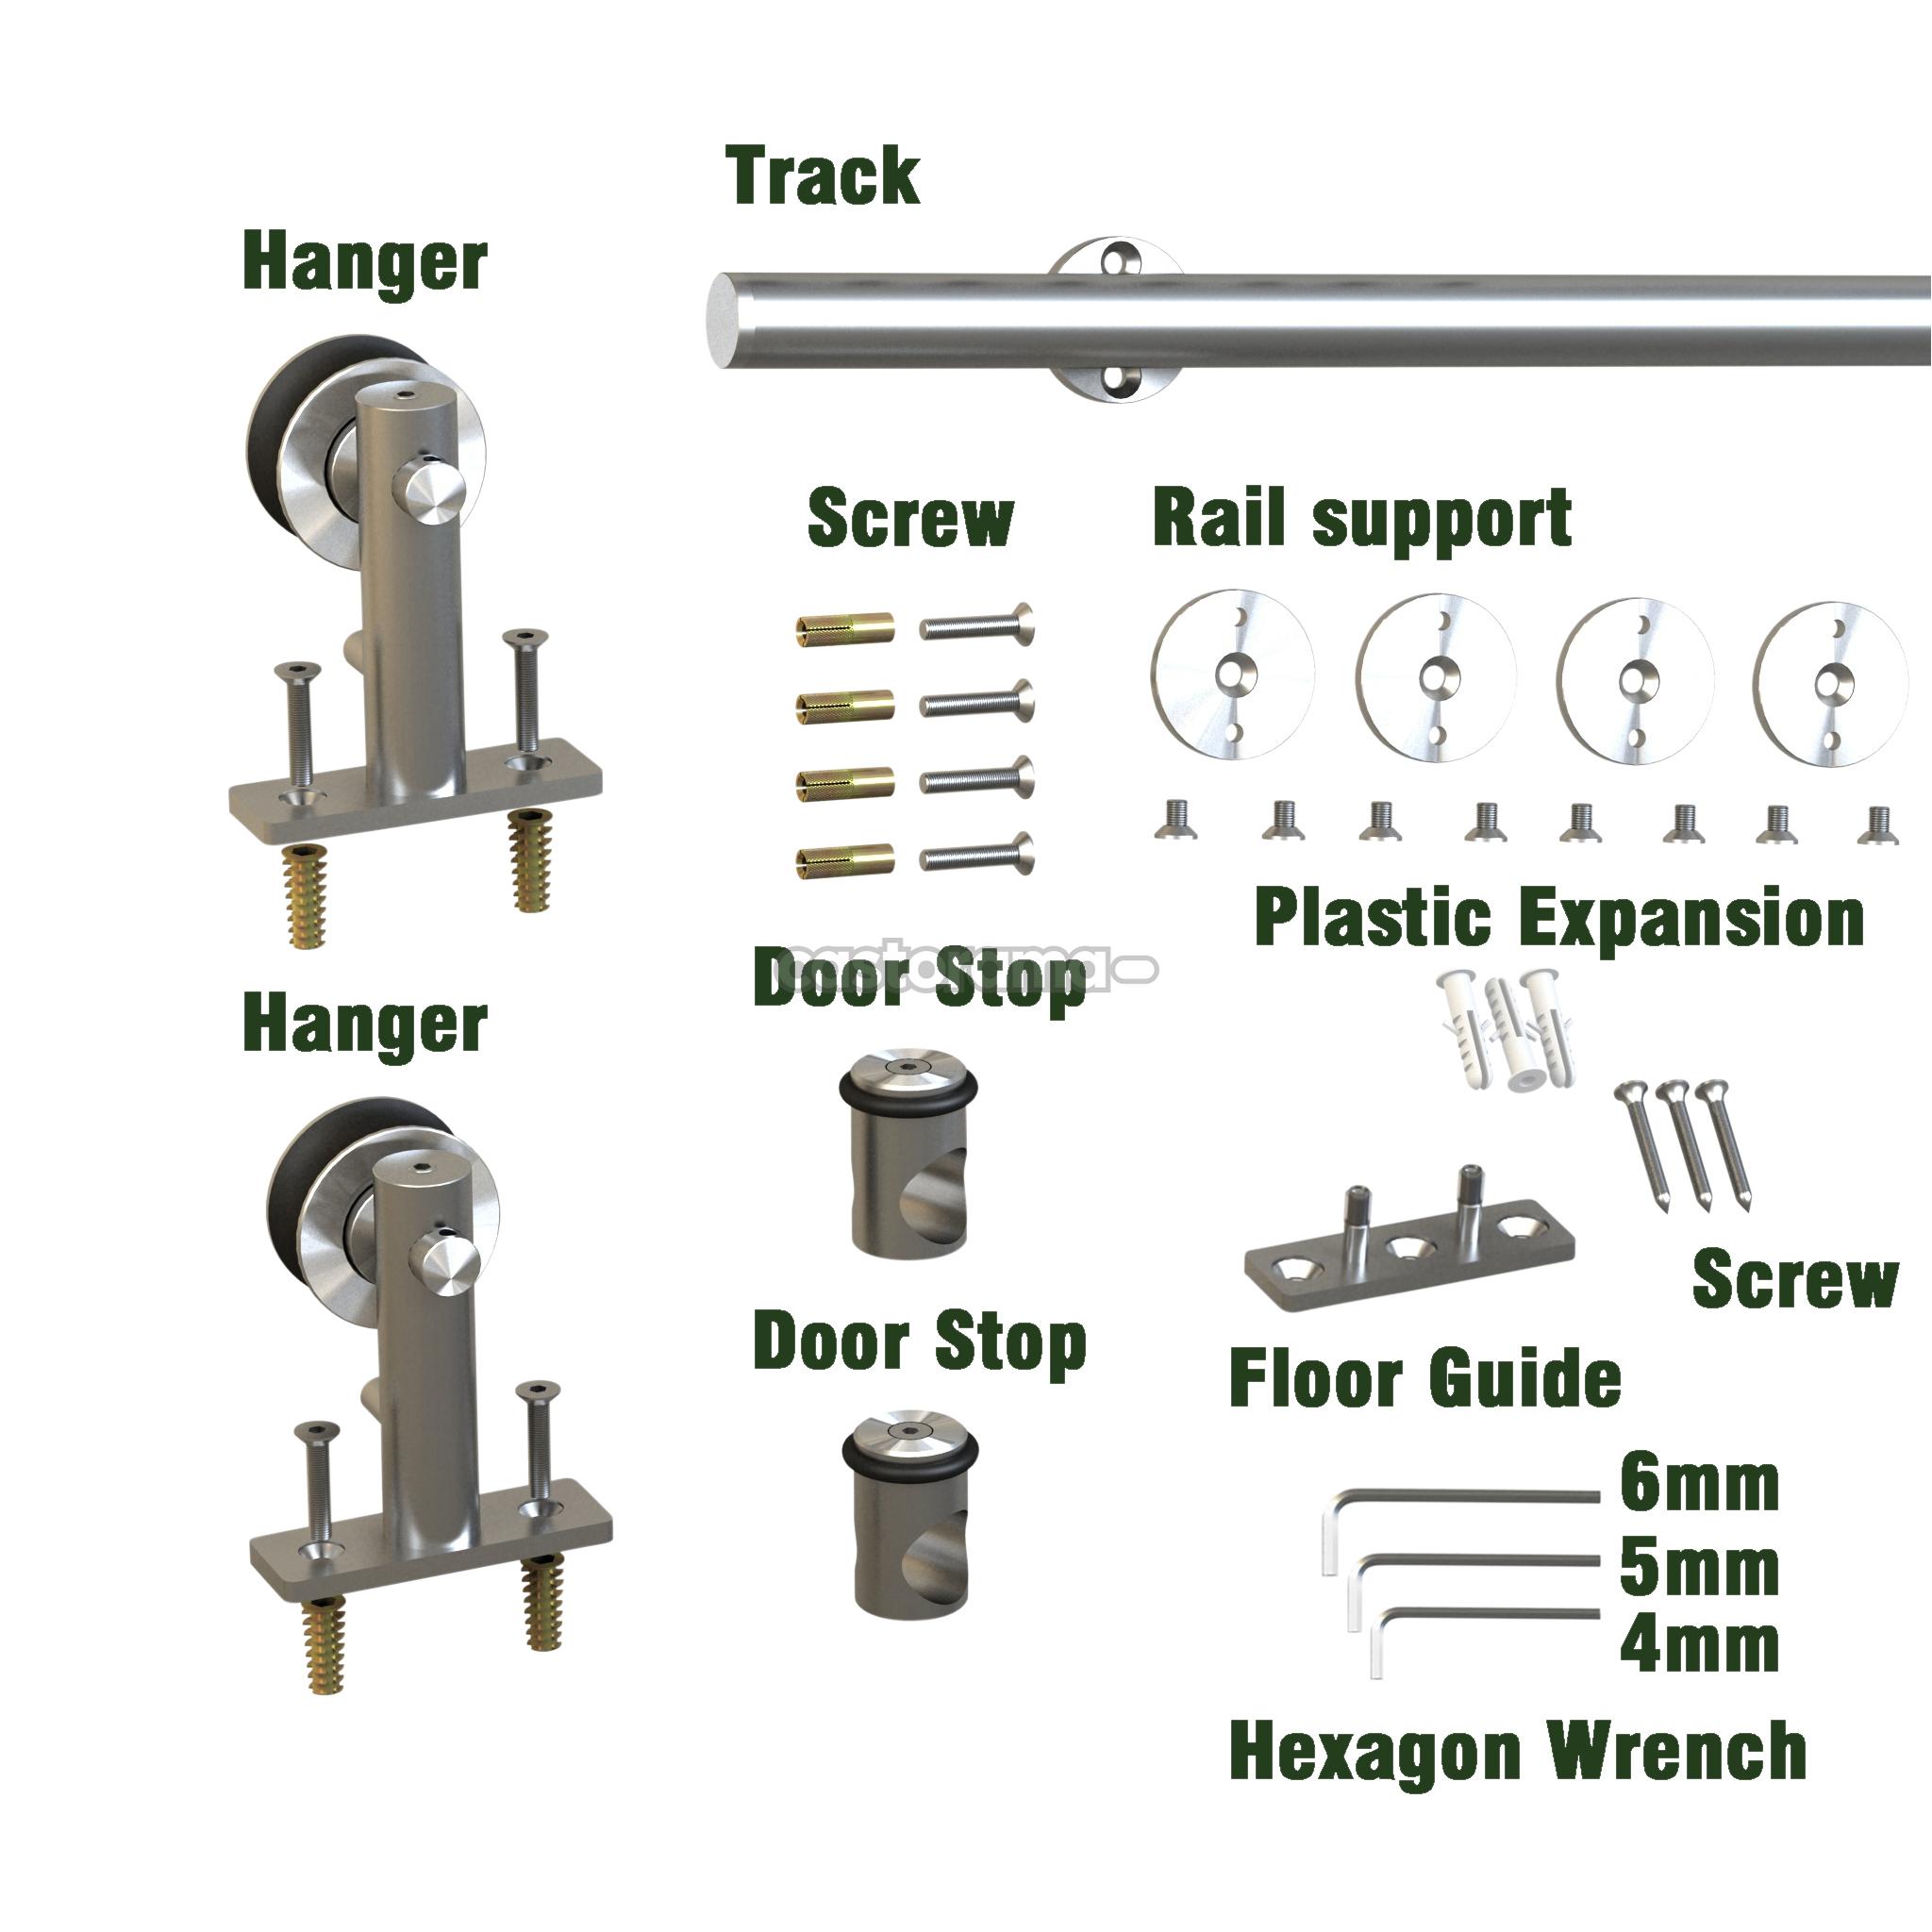 Track
Hanger
Screw
Rail support
Plastic Expansion
Door Stop
castorama
Hanger
Screw
Door Stop
Floor Guide
6mm
5mm
4mm
Hexagon Wrench